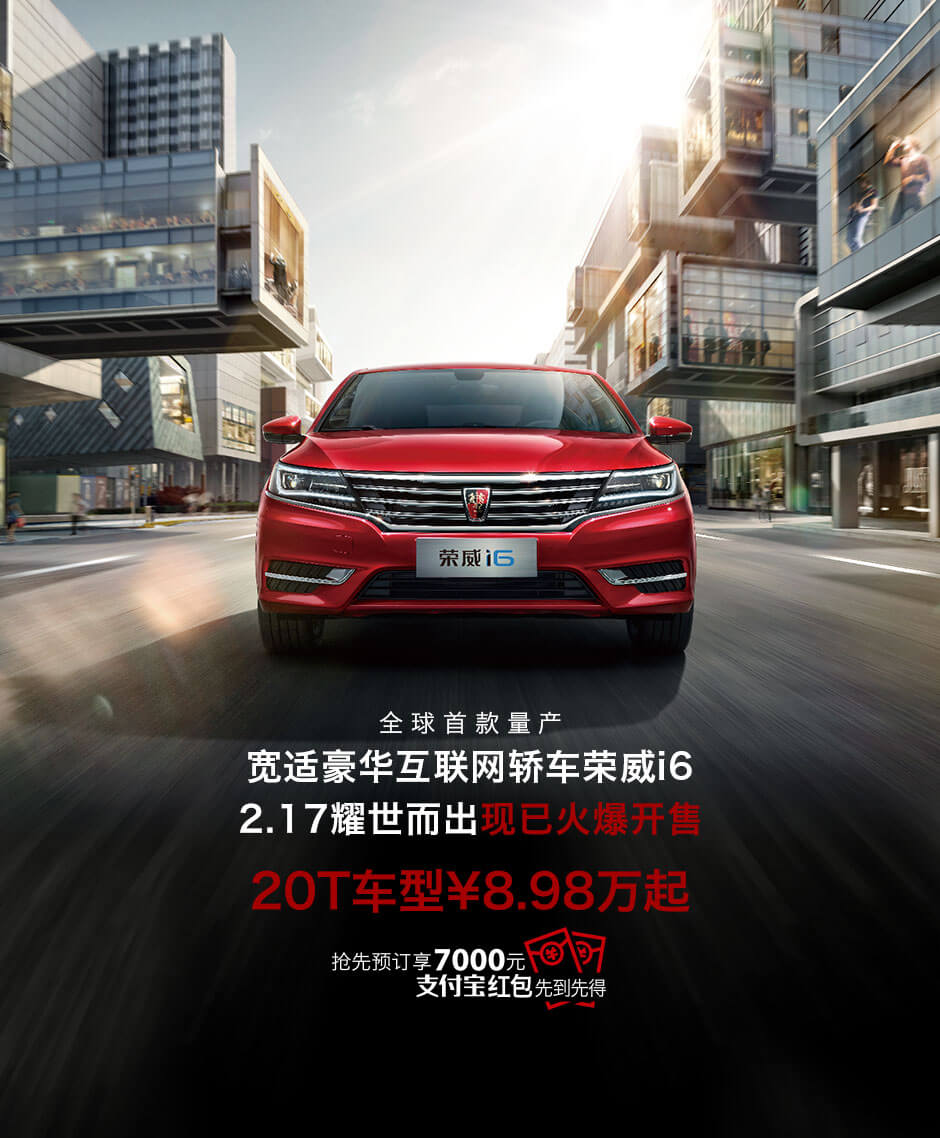 荣威i6
全球首款量产
宽适豪华互联网轿车荣威i6
2.17耀世而出现已火爆开售
20T车型¥8.98万起
抢先预订享7000元
支付宝红包先到先得